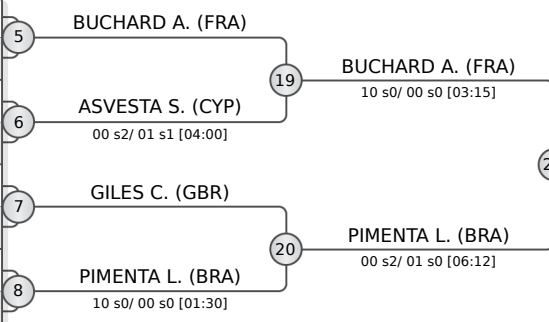 5
BUCHARD A. (FRA)
19
BUCHARD A. (FRA)
10 s0/ 00 s0 [03:15]
6
ASVESTA S. (CYP)
00 s2/ 01 s1 [04:00]
7
GILES C. (GBR)
20
PIMENTA L. (BRA)
00 s2/ 01 s0 [06:12]
8
PIMENTA L. (BRA)
10 s0/ 00 s0 [01:30]